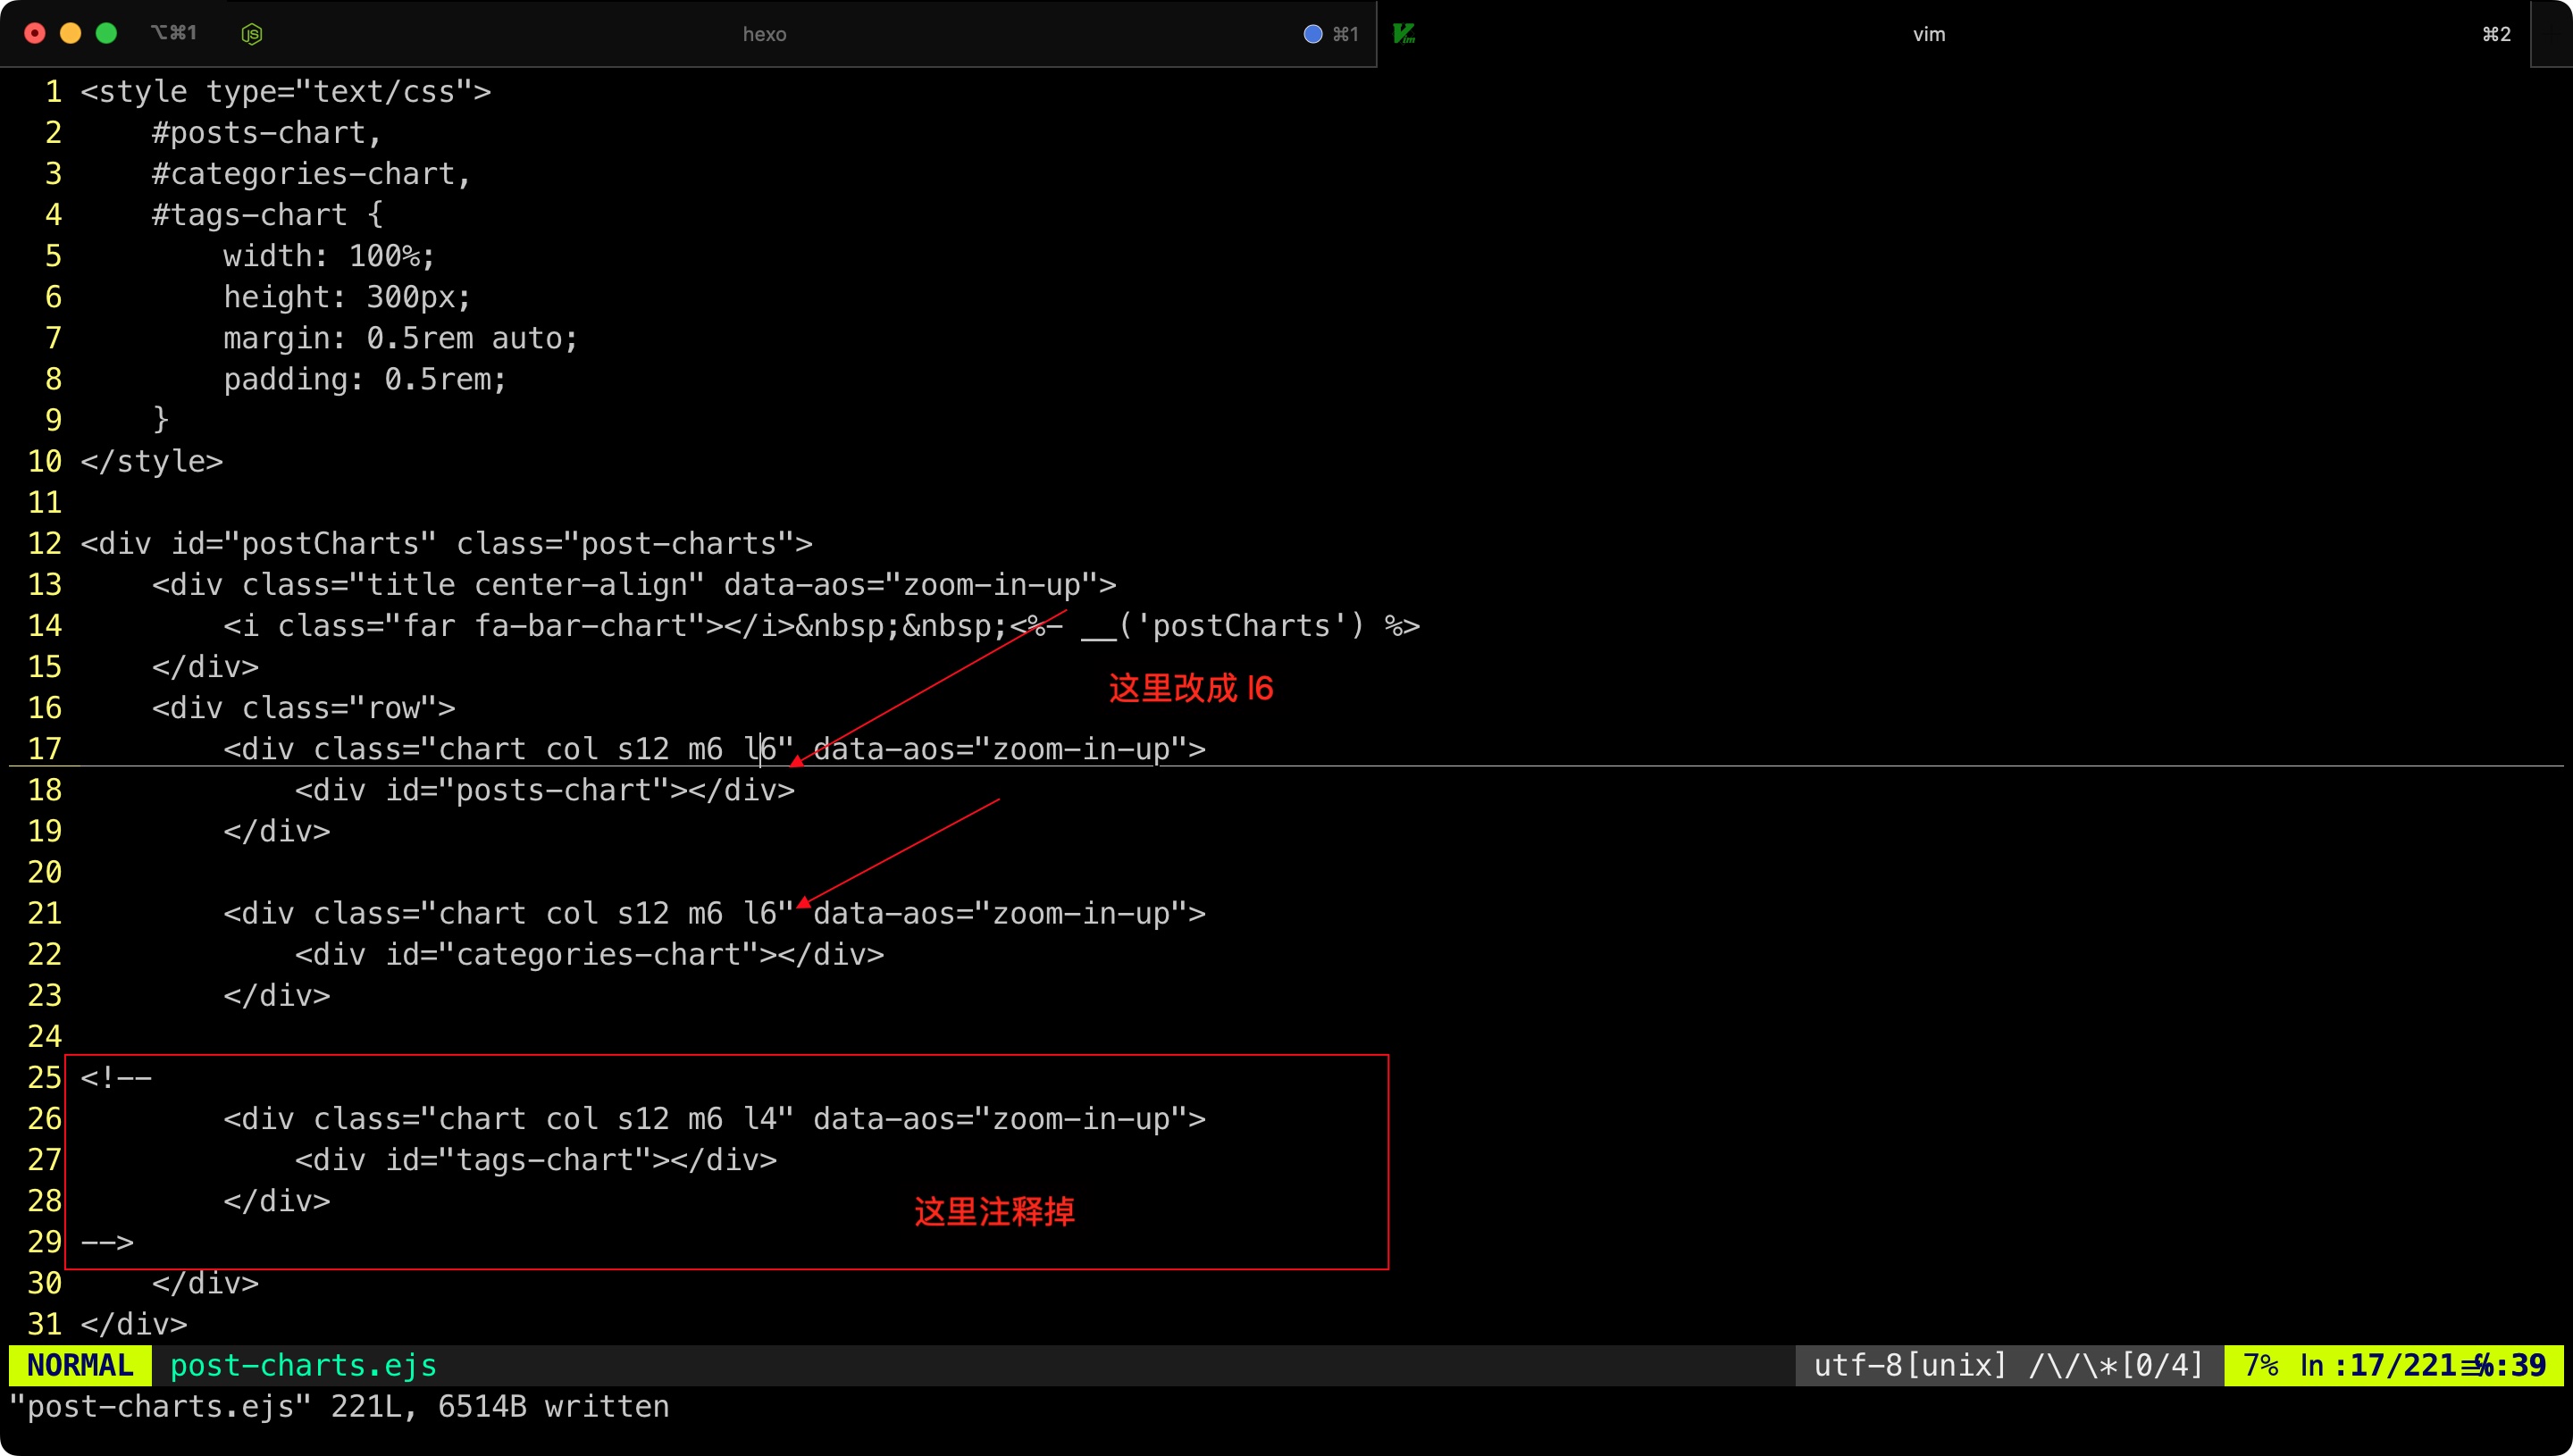 ⌥⌘1 hexo ⌘1 vim ⌘2
1 <style type="text/css">
2     #posts-chart,
3     #categories-chart,
4     #tags-chart {
5         width: 100%;
6         height: 300px;
7         margin: 0.5rem auto;
8         padding: 0.5rem;
9     }
10 </style>
11
12 <div id="postCharts" class="post-charts">
13     <div class="title center-align" data-aos="zoom-in-up">
14         <i class="far fa-bar-chart"></i>&nbsp;&nbsp;<%- __('postCharts') %>
15     </div>
这里改成 l6
16     <div class="row">
17         <div class="chart col s12 m6 l6" data-aos="zoom-in-up">
18             <div id="posts-chart"></div>
19         </div>
20
21         <div class="chart col s12 m6 l6" data-aos="zoom-in-up">
22             <div id="categories-chart"></div>
23         </div>
24
25 <!--
26         <div class="chart col s12 m6 l4" data-aos="zoom-in-up">
27             <div id="tags-chart"></div>
28         </div>
这里注释掉
29 -->
30     </div>
31 </div>
NORMAL post-charts.ejs utf-8[unix] /\/\*[0/4] 7% ln :17/221 :39
"post-charts.ejs" 221L, 6514B written